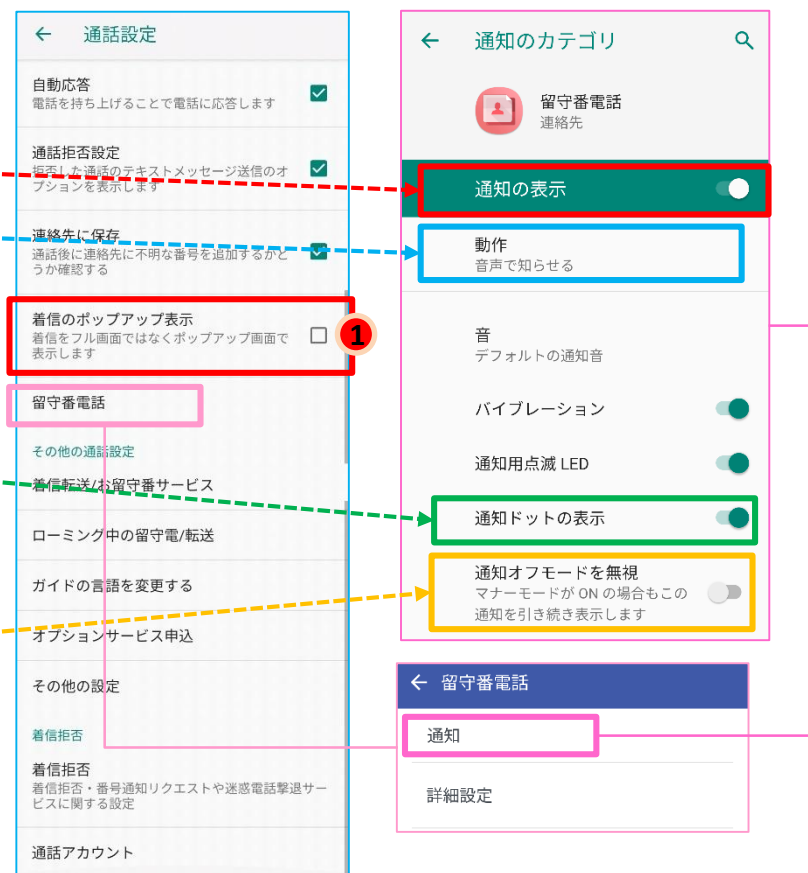 通話設定
自動応答
電話を持ち上げることで電話に応答します
通話拒否設定
拒否した通話のテキストメッセージ送信のオ
プションを表示します
連絡先に保存
通話後に連絡先に不明な番号を追加するかど
うか確認する
着信のポップアップ表示
着信をフル画面ではなくポップアップ画面で
表示します
1
留守番電話
その他の通話設定
着信転送/お留守番サービス
ローミング中の留守電/転送
ガイドの言語を変更する
オプションサービス申込
その他の設定
着信拒否
着信拒否
着信拒否・番号通知リクエストや迷惑電話撃退サー
ビスに関する設定
通話アカウント
通知のカテゴリ
留守番電話
連絡先
通知の表示
動作
音声で知らせる
音
デフォルトの通知音
バイブレーション
通知用点滅 LED
通知ドットの表示
通知オフモードを無視
マナーモードが ON の場合もこの
通知を引き続き表示します
留守番電話
通知
詳細設定